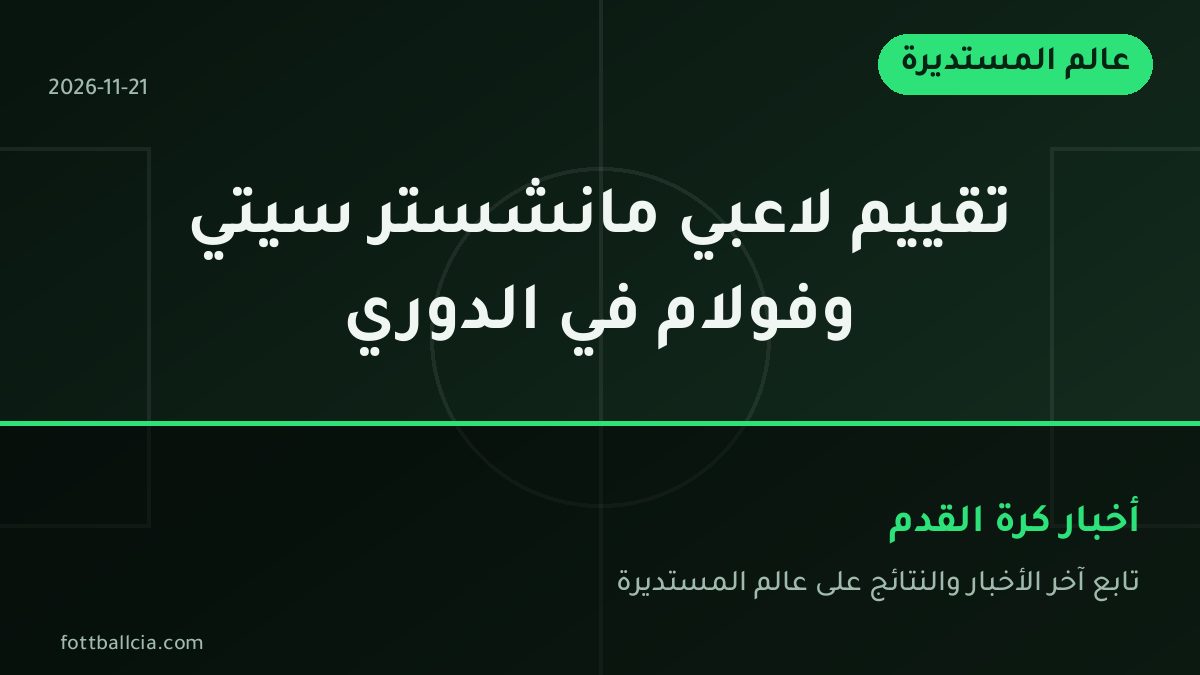 عالم المستديرة
2026-11-21
تقييم لاعبي مانشستر سيتي
وفولام في الدوري
أخبار كرة القدم
تابع آخر الأخبار والنتائج على عالم المستديرة
fottballcia.com